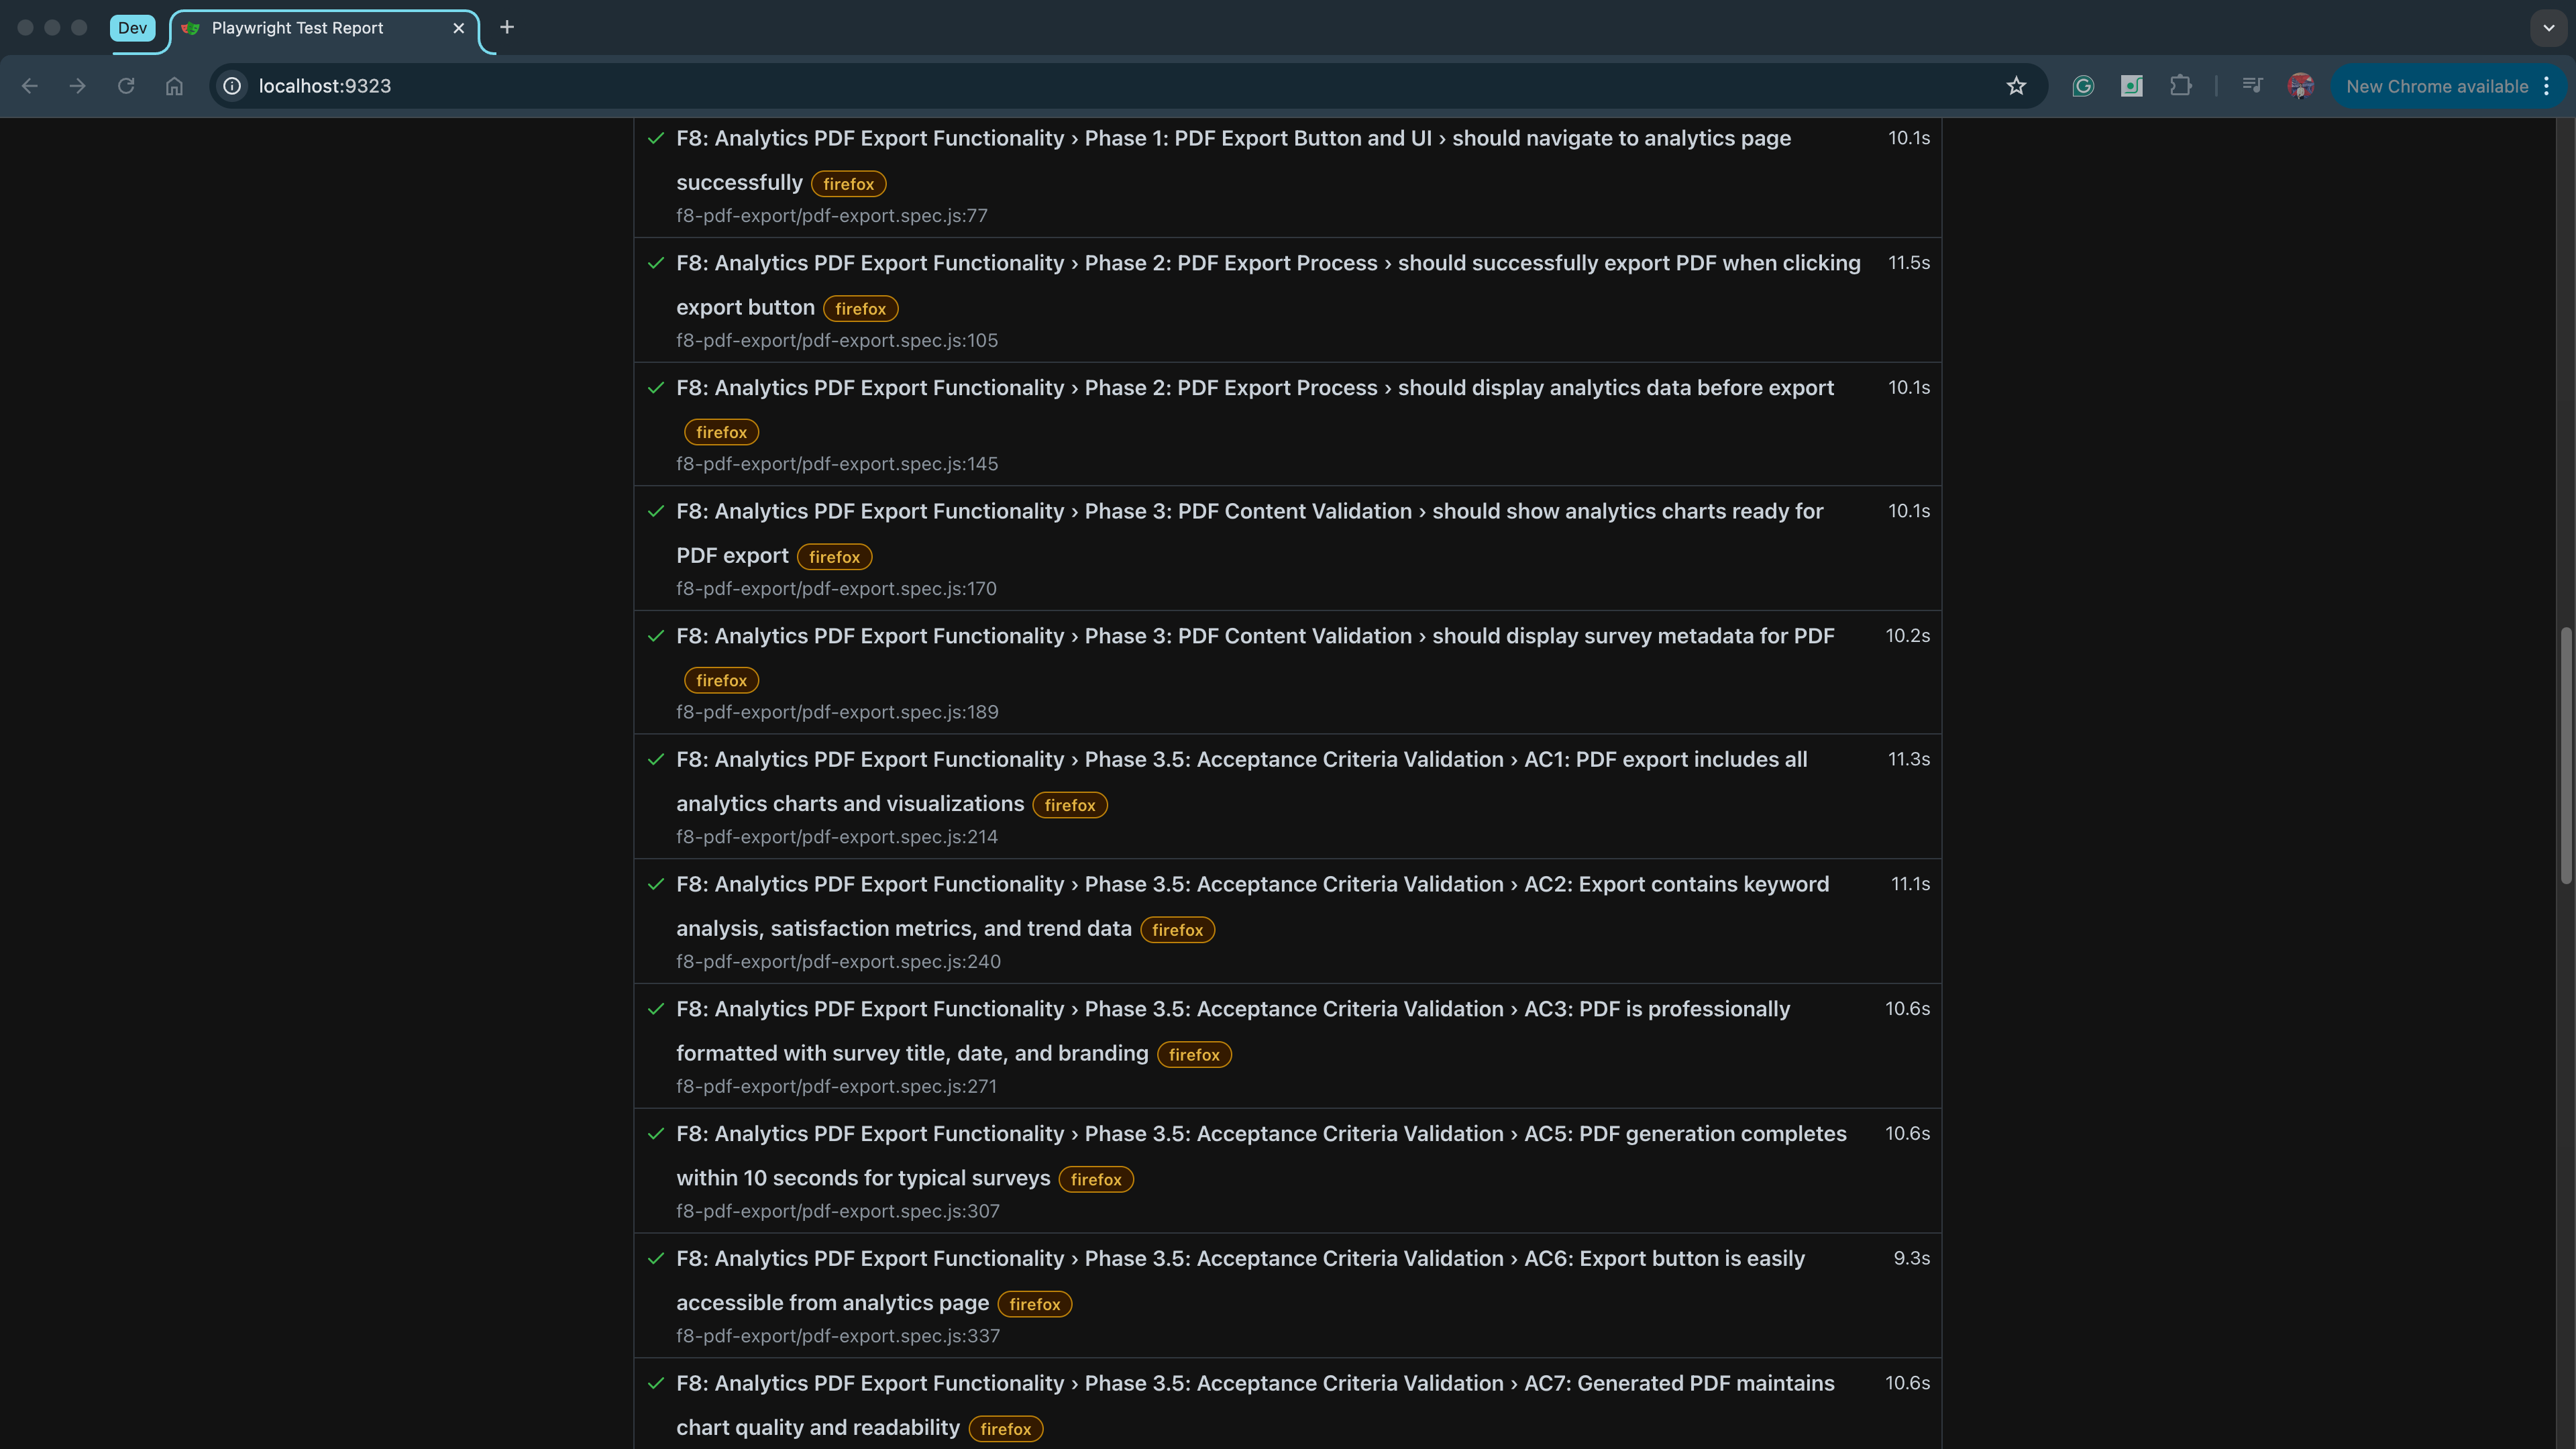 Dev
Playwright Test Report
localhost:9323
New Chrome available
F8: Analytics PDF Export Functionality › Phase 1: PDF Export Button and UI › should navigate to analytics page 10.1s
successfully firefox
f8-pdf-export/pdf-export.spec.js:77
F8: Analytics PDF Export Functionality › Phase 2: PDF Export Process › should successfully export PDF when clicking 11.5s
export button firefox
f8-pdf-export/pdf-export.spec.js:105
F8: Analytics PDF Export Functionality › Phase 2: PDF Export Process › should display analytics data before export 10.1s
firefox
f8-pdf-export/pdf-export.spec.js:145
F8: Analytics PDF Export Functionality › Phase 3: PDF Content Validation › should show analytics charts ready for 10.1s
PDF export firefox
f8-pdf-export/pdf-export.spec.js:170
F8: Analytics PDF Export Functionality › Phase 3: PDF Content Validation › should display survey metadata for PDF 10.2s
firefox
f8-pdf-export/pdf-export.spec.js:189
F8: Analytics PDF Export Functionality › Phase 3.5: Acceptance Criteria Validation › AC1: PDF export includes all 11.3s
analytics charts and visualizations firefox
f8-pdf-export/pdf-export.spec.js:214
F8: Analytics PDF Export Functionality › Phase 3.5: Acceptance Criteria Validation › AC2: Export contains keyword 11.1s
analysis, satisfaction metrics, and trend data firefox
f8-pdf-export/pdf-export.spec.js:240
F8: Analytics PDF Export Functionality › Phase 3.5: Acceptance Criteria Validation › AC3: PDF is professionally 10.6s
formatted with survey title, date, and branding firefox
f8-pdf-export/pdf-export.spec.js:271
F8: Analytics PDF Export Functionality › Phase 3.5: Acceptance Criteria Validation › AC5: PDF generation completes 10.6s
within 10 seconds for typical surveys firefox
f8-pdf-export/pdf-export.spec.js:307
F8: Analytics PDF Export Functionality › Phase 3.5: Acceptance Criteria Validation › AC6: Export button is easily 9.3s
accessible from analytics page firefox
f8-pdf-export/pdf-export.spec.js:337
F8: Analytics PDF Export Functionality › Phase 3.5: Acceptance Criteria Validation › AC7: Generated PDF maintains 10.6s
chart quality and readability firefox